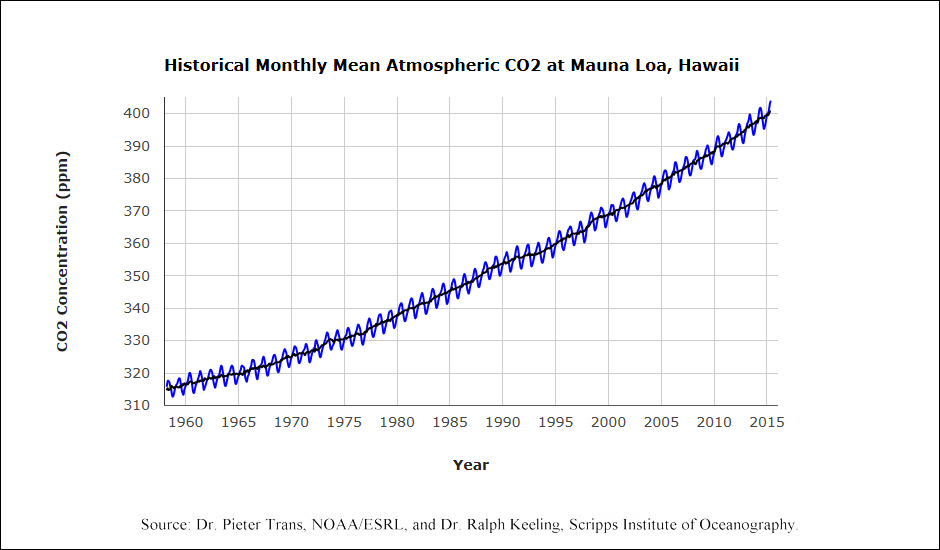 Historical Monthly Mean Atmospheric CO2 at Mauna Loa, Hawaii
CO2 Concentration (ppm)
400
390
380
370
360
350
340
330
320
310
1960 1965 1970 1975 1980 1985 1990 1995 2000 2005 2010 2015
Year
Source: Dr. Pieter Trans, NOAA/ESRL, and Dr. Ralph Keeling, Scripps Institute of Oceanography.